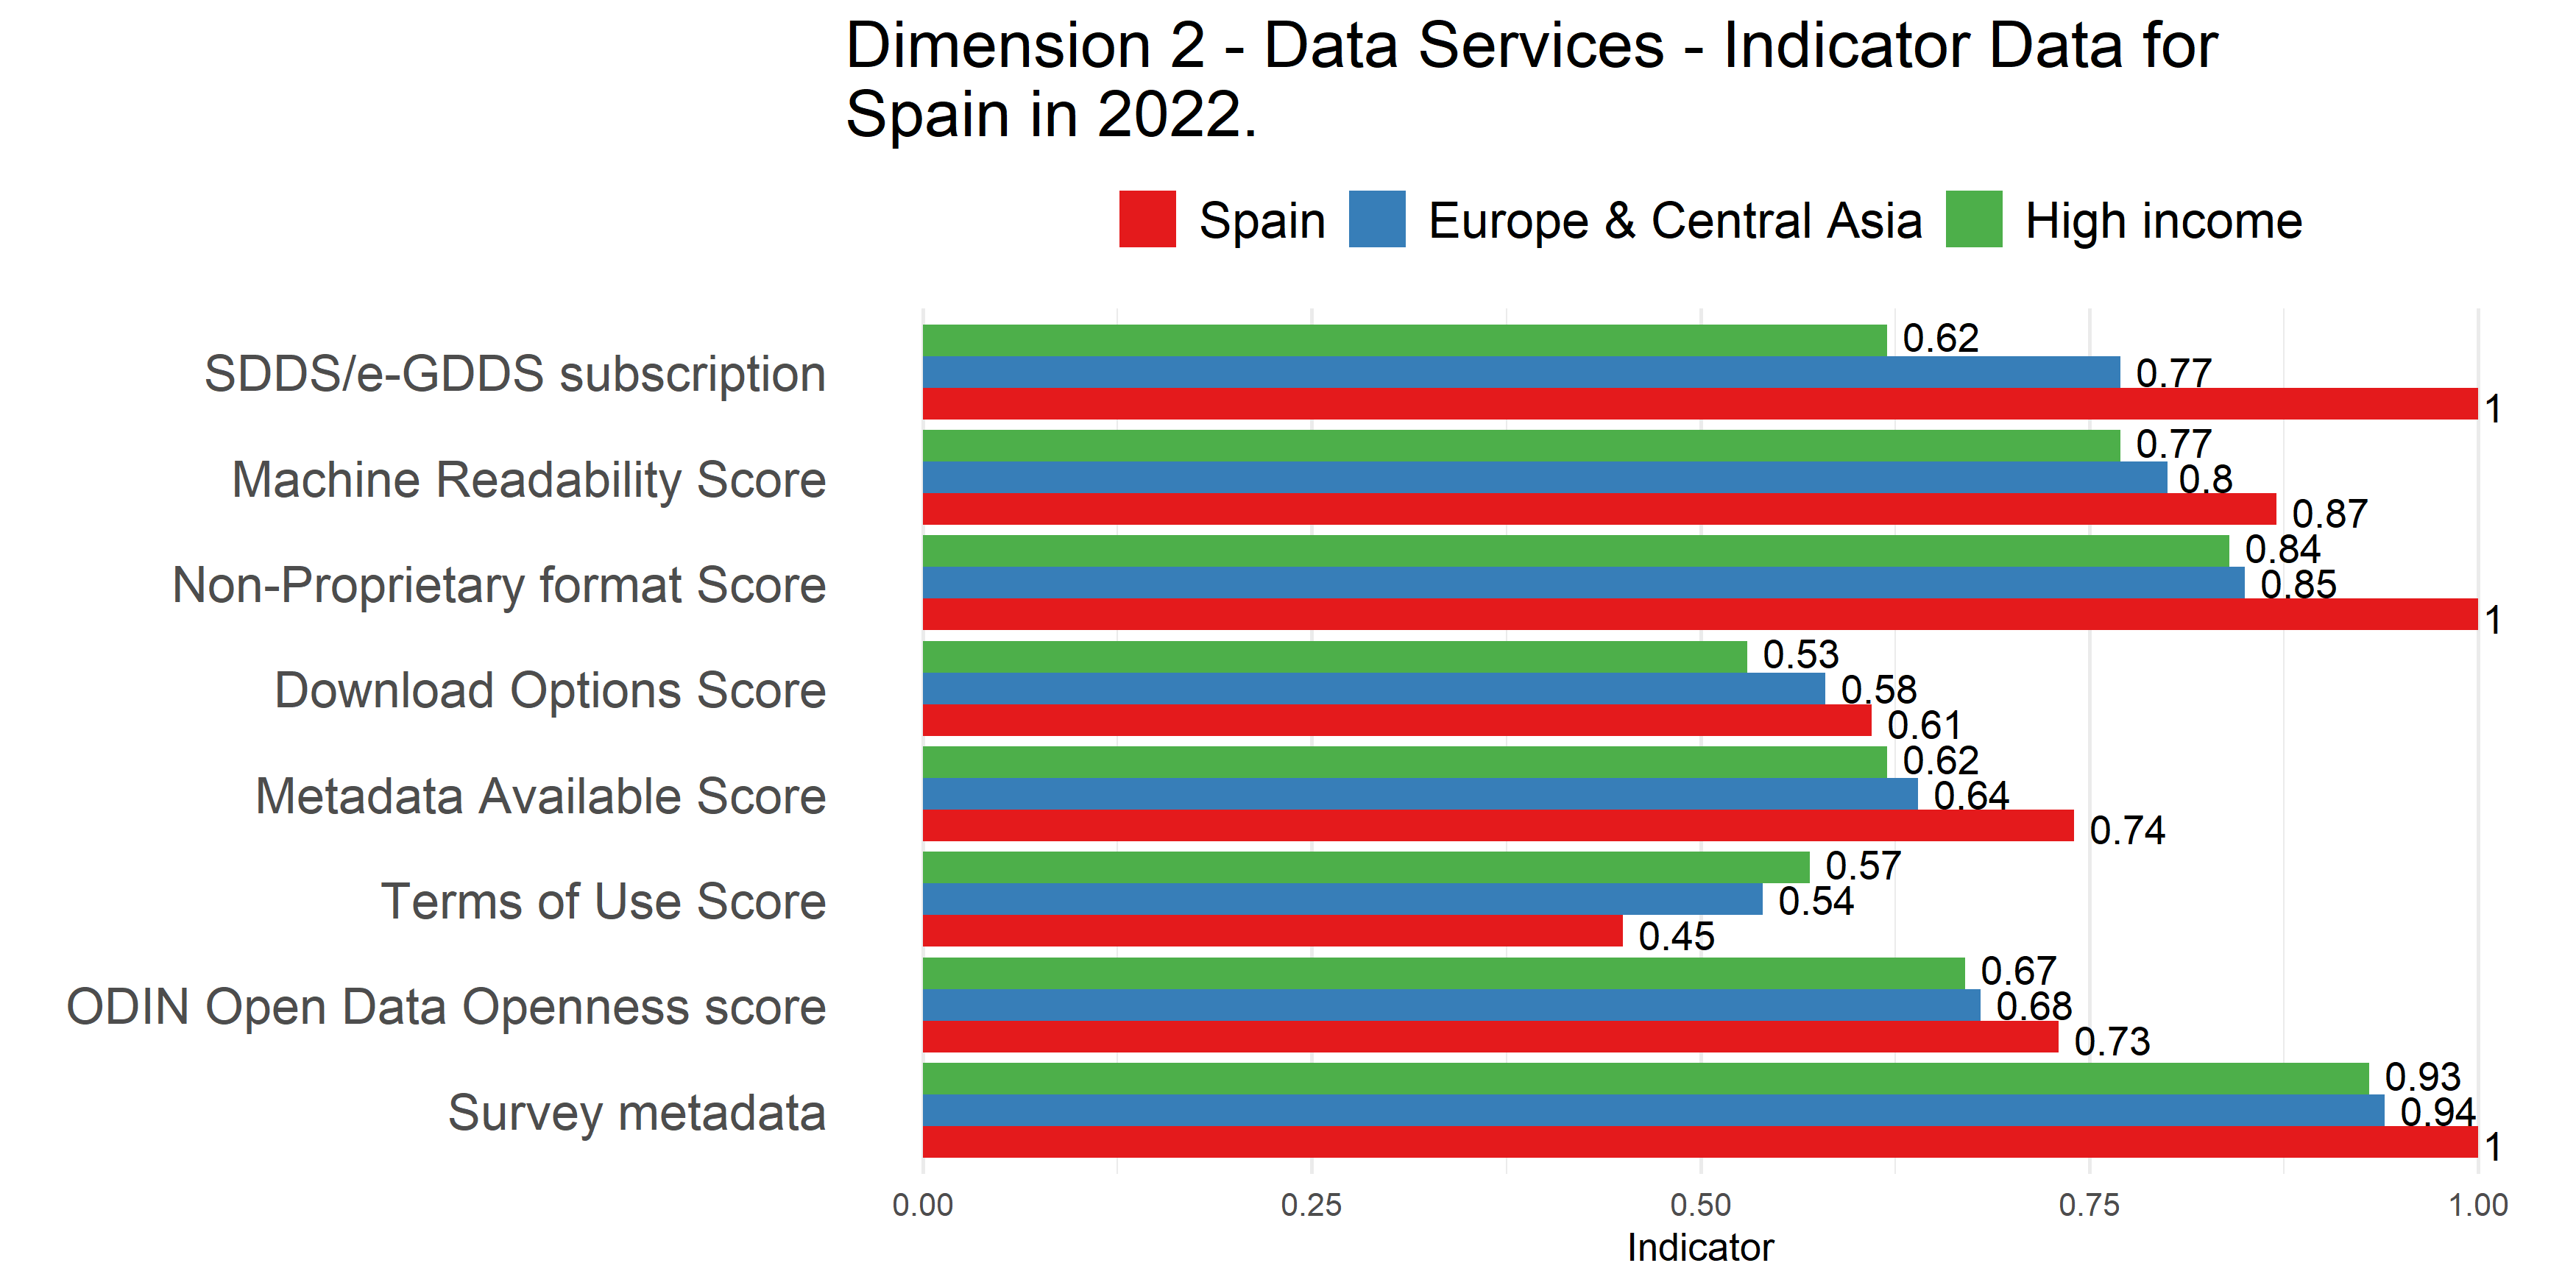 Dimension 2 - Data Services - Indicator Data for
Spain in 2022.
Spain Europe & Central Asia High income
SDDS/e-GDDS subscription
0.62
0.77
1
Machine Readability Score
0.77
0.8
0.87
Non-Proprietary format Score
0.84
0.85
1
Download Options Score
0.53
0.58
0.61
Metadata Available Score
0.62
0.64
0.74
Terms of Use Score
0.57
0.54
0.45
ODIN Open Data Openness score
0.67
0.68
0.73
Survey metadata
0.93
0.94
1
0.00 0.25 0.50 0.75 1.00
Indicator